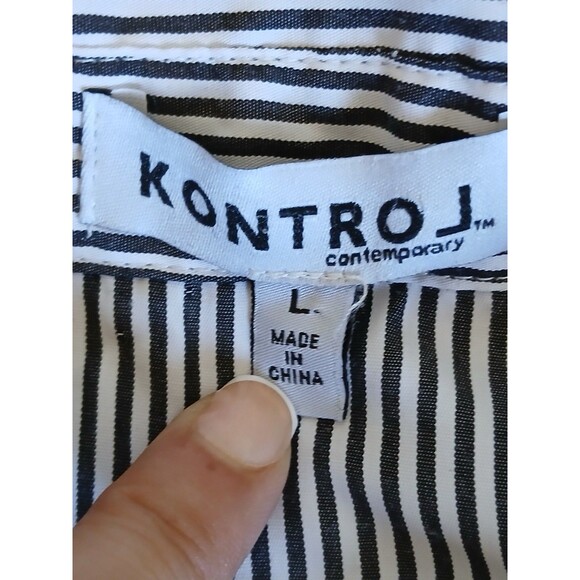 KONTROL™
contemporary
L
MADE
IN
CHINA